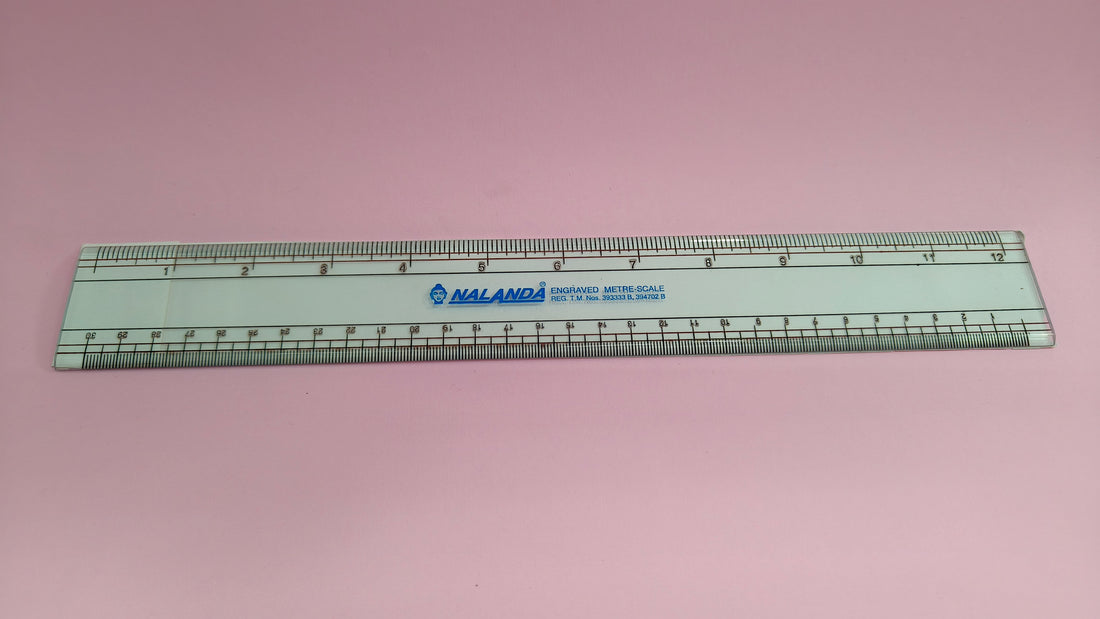 1 2 3 4 5 6 7 8 9 10 11 12
NALANDA® ENGRAVED METRE-SCALE
REG. T.M. Nos. 393333 B, 394702 B
30 29 28 27 26 25 24 23 22 21 20 19 18 17 16 15 14 13 12 11 10 9 8 7 6 5 4 3 2 1